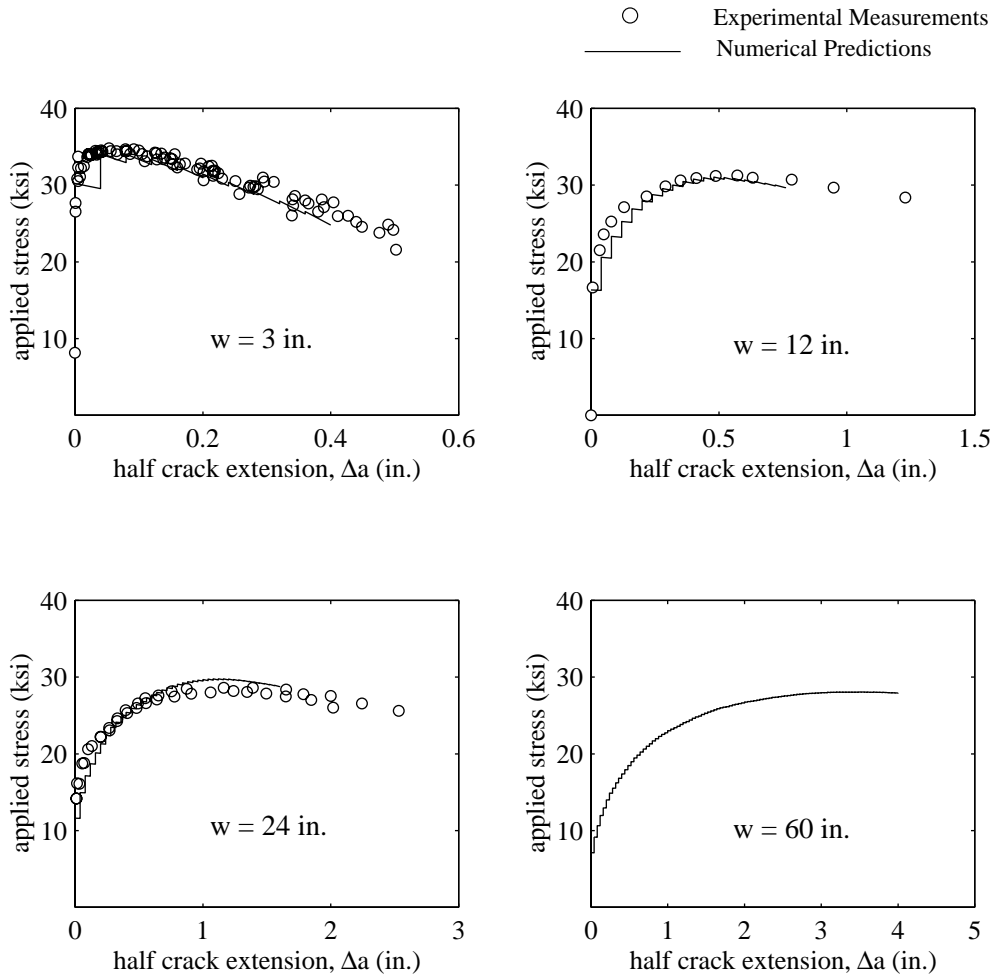 Experimental Measurements
Numerical Predictions
40
30
20
10
0
0.2
0.4
0.6
applied stress (ksi)
half crack extension, Δa (in.)
w = 3 in.
40
30
20
10
0
0.5
1
1.5
applied stress (ksi)
half crack extension, Δa (in.)
w = 12 in.
40
30
20
10
0
1
2
3
applied stress (ksi)
half crack extension, Δa (in.)
w = 24 in.
40
30
20
10
0
1
2
3
4
5
applied stress (ksi)
half crack extension, Δa (in.)
w = 60 in.